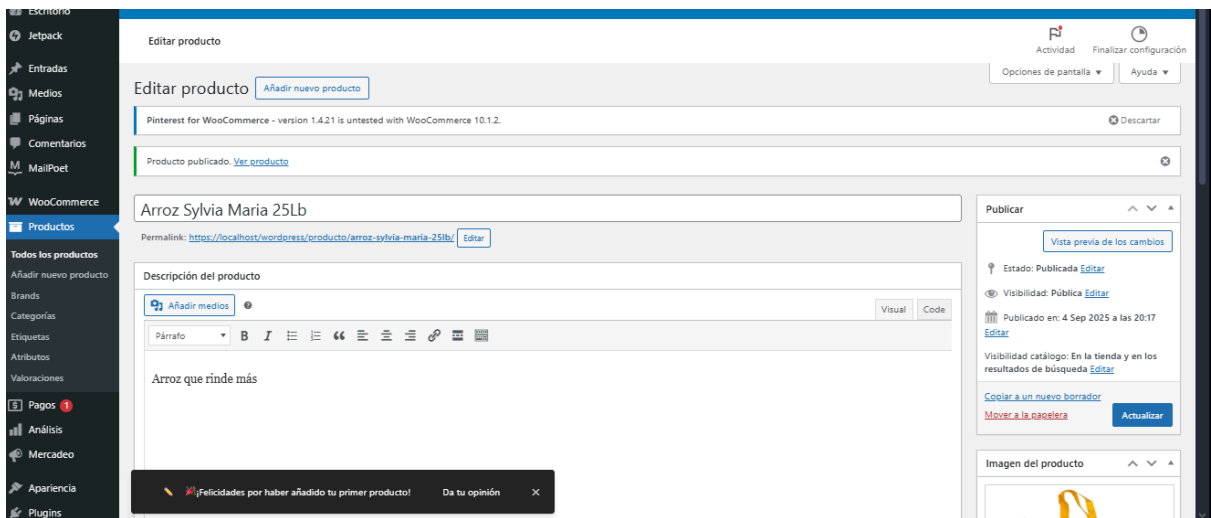 Escritorio
Jetpack
Entradas
Medios
Páginas
Comentarios
MailPoet
WooCommerce
Productos
Todos los productos
Añadir nuevo producto
Brands
Categorías
Etiquetas
Atributos
Valoraciones
Pagos 1
Análisis
Mercadeo
Apariencia
Plugins
Editar producto
Actividad
Finalizar configuración
Opciones de pantalla
Ayuda
Editar producto Añadir nuevo producto
Pinterest for WooCommerce - version 1.4.21 is untested with WooCommerce 10.1.2.
Descartar
Producto publicado. Ver producto
Arroz Sylvia Maria 25Lb
Permalink: https://localhost/wordpress/producto/arroz-sylvia-maria-25lb/ Editar
Descripción del producto
Añadir medios
Visual Code
Párrafo B I
Arroz que rinde más
¡Felicidades por haber añadido tu primer producto! Da tu opinión
Publicar
Vista previa de los cambios
Estado: Publicada Editar
Visibilidad: Pública Editar
Publicado en: 4 Sep 2025 a las 20:17
Editar
Visibilidad catálogo: En la tienda y en los
resultados de búsqueda Editar
Copiar a un nuevo borrador
Mover a la papelera
Actualizar
Imagen del producto